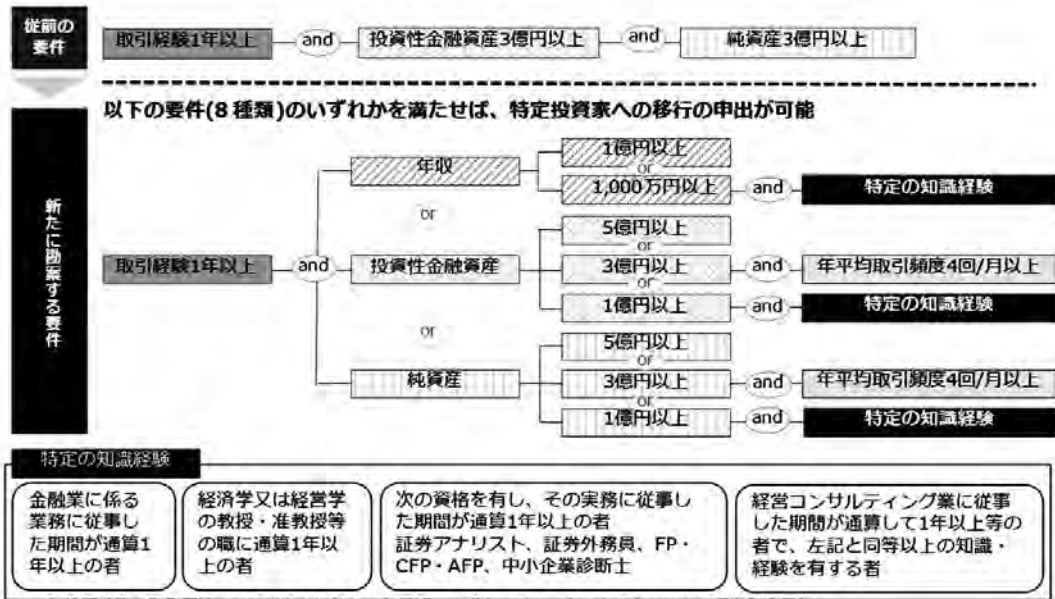 従前の
要件
取引経験1年以上 and 投資性金融資産3億円以上 and 純資産3億円以上
以下の要件(8種類)のいずれかを満たせば、特定投資家への移行の申出が可能
新たに勘案する要件
取引経験1年以上
and
年収
1億円以上
or
1,000万円以上 and 特定の知識経験
or
投資性金融資産
5億円以上
or
3億円以上 and 年平均取引頻度4回/月以上
or
1億円以上 and 特定の知識経験
or
純資産
5億円以上
or
3億円以上 and 年平均取引頻度4回/月以上
or
1億円以上 and 特定の知識経験
特定の知識経験
金融業に係る
業務に従事し
た期間が通算1
年以上の者
経済学又は経営学
の教授・准教授等
の職に通算1年以
上の者
次の資格を有し、その実務に従事し
た期間が通算1年以上の者
証券アナリスト、証券外務員、FP・
CFP・AFP、中小企業診断士
経営コンサルティング業に従事
した期間が通算して1年以上等の
者で、左記と同等以上の知識・
経験を有する者